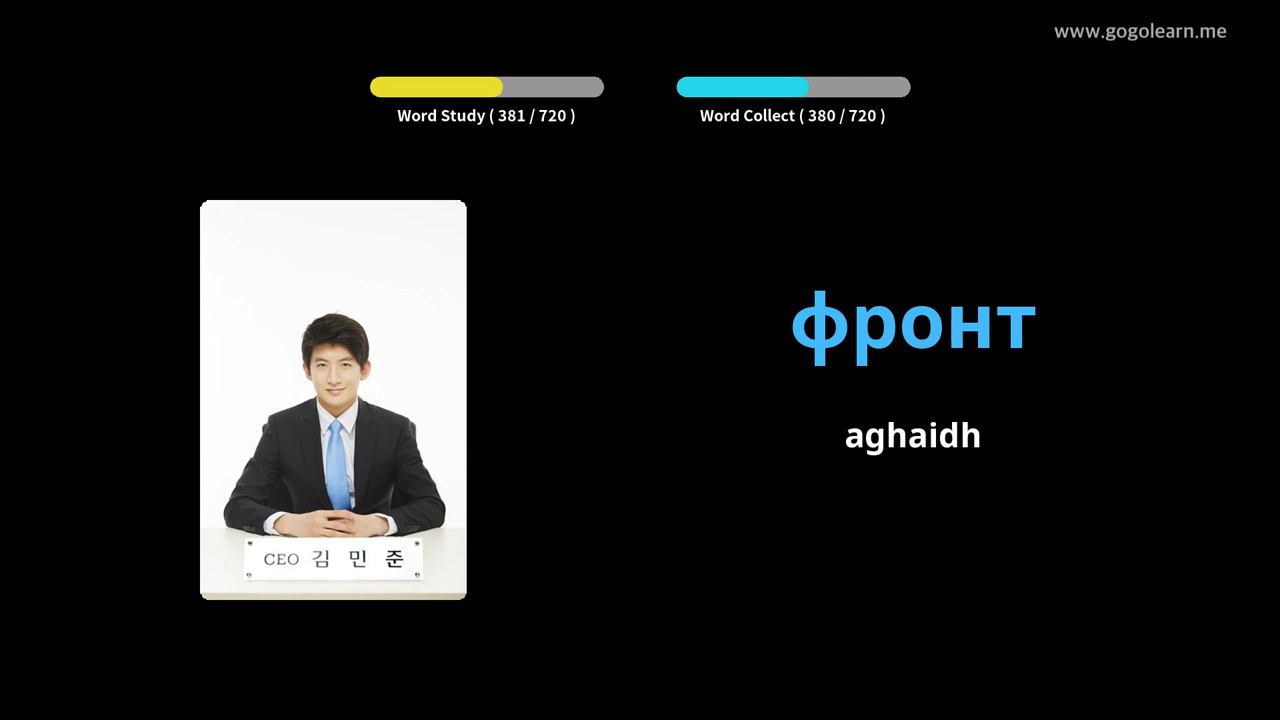 www.gogolearn.me
Word Study ( 381 / 720 )
Word Collect ( 380 / 720 )
фронт
aghaidh
CEO 김 민 준